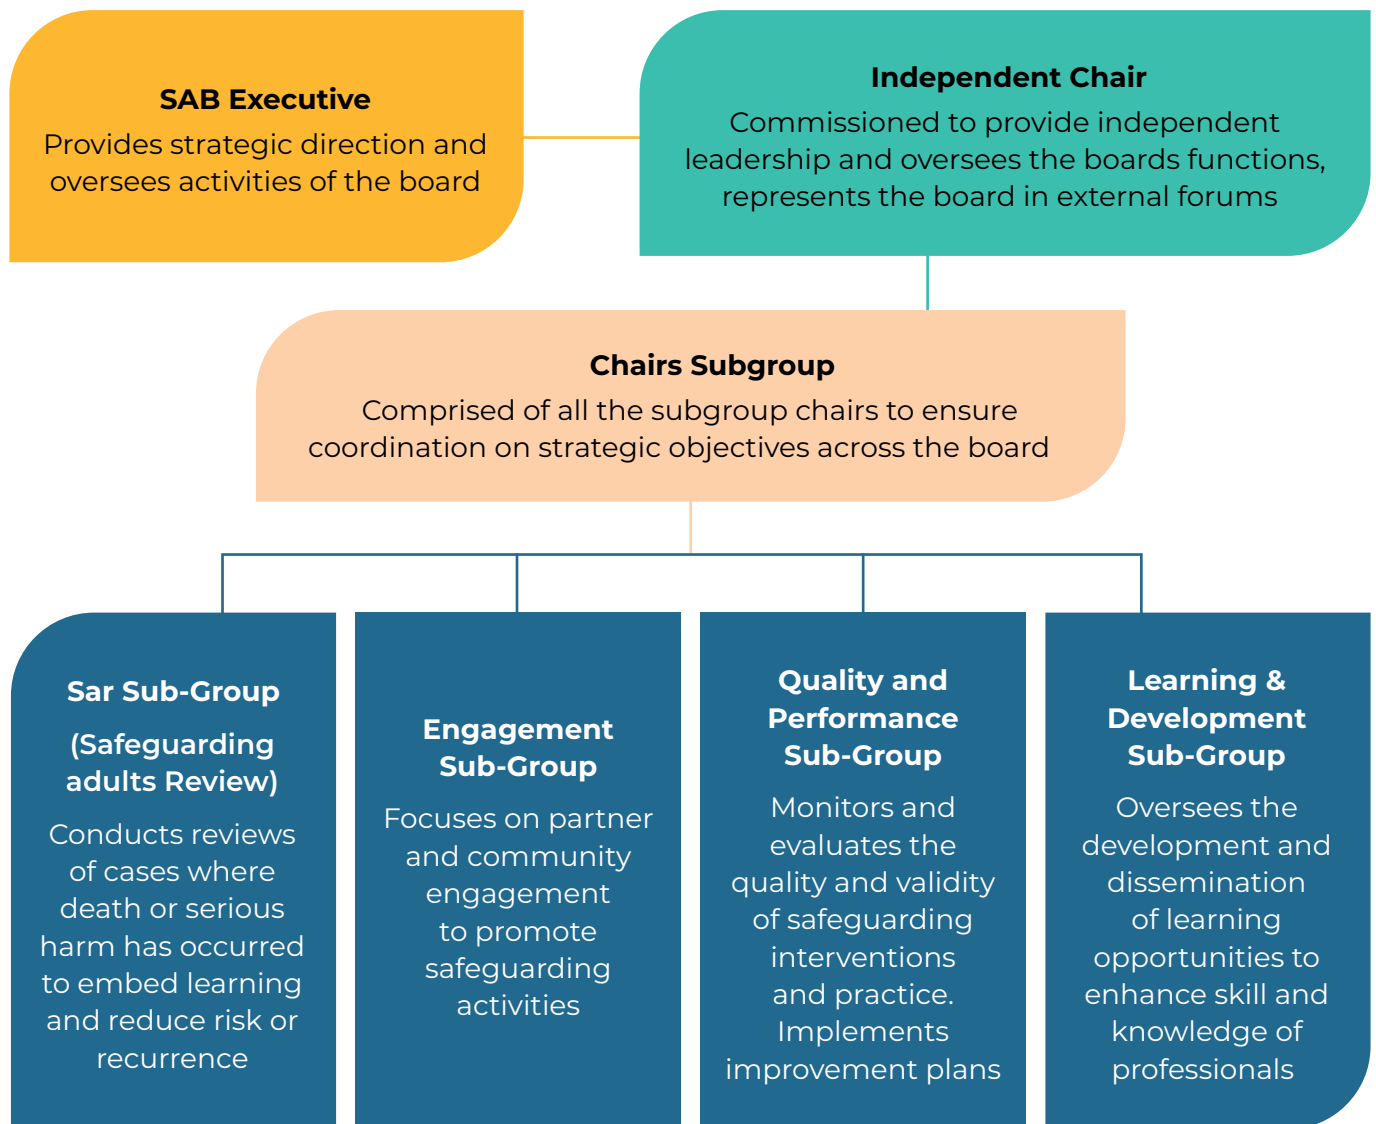 SAB Executive
Provides strategic direction and
oversees activities of the board
Independent Chair
Commissioned to provide independent
leadership and oversees the boards functions,
represents the board in external forums
Chairs Subgroup
Comprised of all the subgroup chairs to ensure
coordination on strategic objectives across the board
Sar Sub-Group
(Safeguarding
adults Review)
Conducts reviews
of cases where
death or serious
harm has occurred
to embed learning
and reduce risk or
recurrence
Engagement
Sub-Group
Focuses on partner
and community
engagement
to promote
safeguarding
activities
Quality and
Performance
Sub-Group
Monitors and
evaluates the
quality and validity
of safeguarding
interventions
and practice.
Implements
improvement plans
Learning &
Development
Sub-Group
Oversees the
development and
dissemination
of learning
opportunities to
enhance skill and
knowledge of
professionals